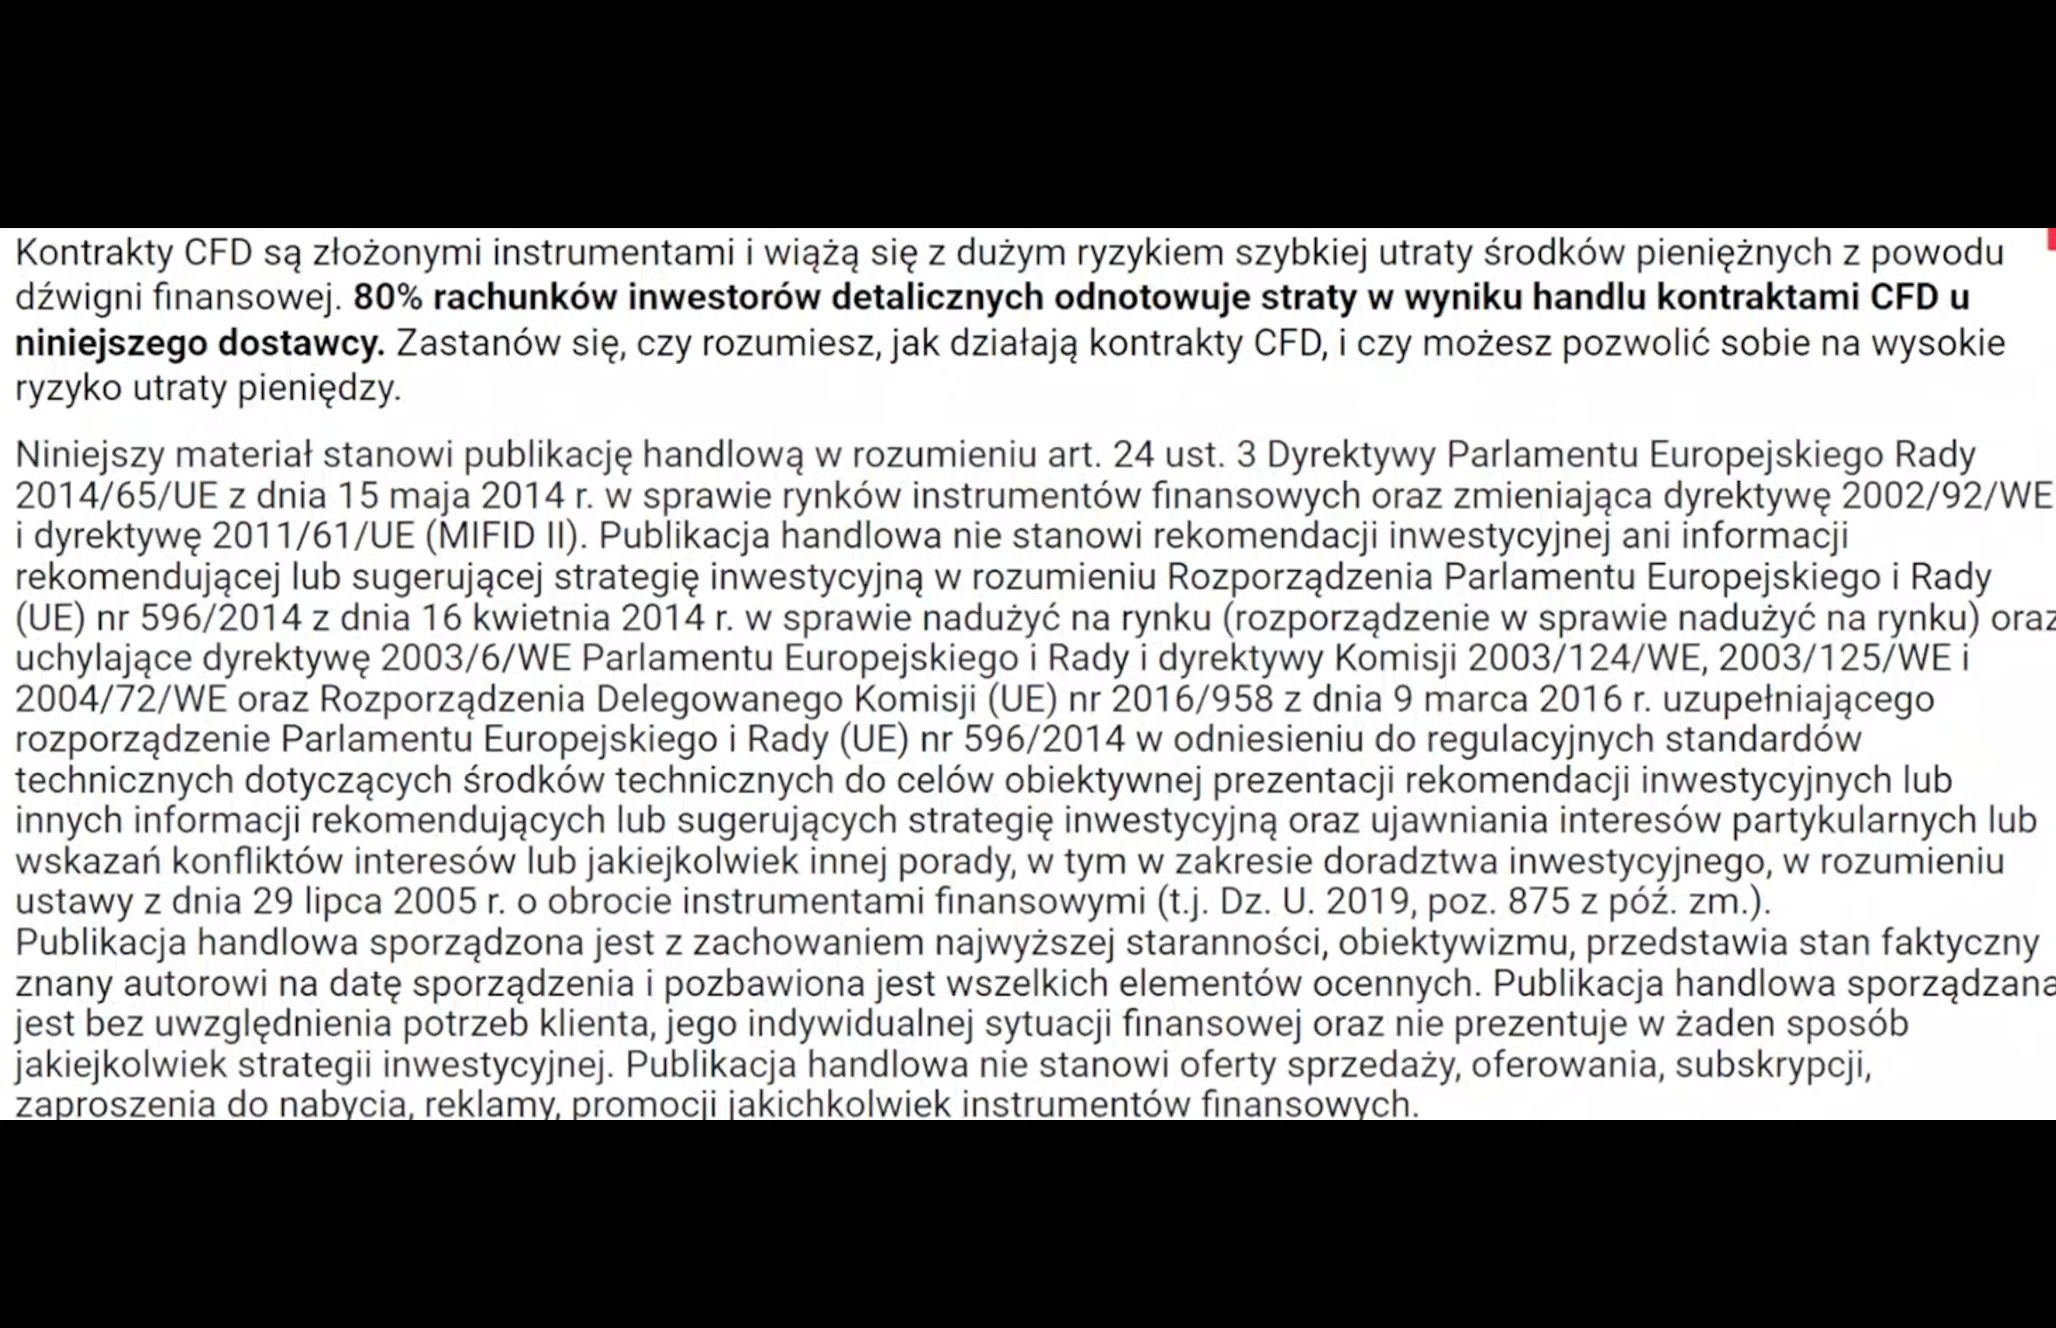 Kontrakty CFD są złożonymi instrumentami i wiążą się z dużym ryzykiem szybkiej utraty środków pieniężnych z powodu
dźwigni finansowej. 80% rachunków inwestorów detalicznych odnotowuje straty w wyniku handlu kontraktami CFD u
niniejszego dostawcy. Zastanów się, czy rozumiesz, jak działają kontrakty CFD, i czy możesz pozwolić sobie na wysokie
ryzyko utraty pieniędzy.
Niniejszy materiał stanowi publikację handlową w rozumieniu art. 24 ust. 3 Dyrektywy Parlamentu Europejskiego Rady
2014/65/UE z dnia 15 maja 2014 r. w sprawie rynków instrumentów finansowych oraz zmieniająca dyrektywę 2002/92/WE
i dyrektywę 2011/61/UE (MIFID II). Publikacja handlowa nie stanowi rekomendacji inwestycyjnej ani informacji
rekomendującej lub sugerującej strategię inwestycyjną w rozumieniu Rozporządzenia Parlamentu Europejskiego i Rady
(UE) nr 596/2014 z dnia 16 kwietnia 2014 r. w sprawie nadużyć na rynku (rozporządzenie w sprawie nadużyć na rynku) oraz
uchylające dyrektywę 2003/6/WE Parlamentu Europejskiego i Rady i dyrektywy Komisji 2003/124/WE, 2003/125/WE i
2004/72/WE oraz Rozporządzenia Delegowanego Komisji (UE) nr 2016/958 z dnia 9 marca 2016 r. uzupełniającego
rozporządzenie Parlamentu Europejskiego i Rady (UE) nr 596/2014 w odniesieniu do regulacyjnych standardów
technicznych dotyczących środków technicznych do celów obiektywnej prezentacji rekomendacji inwestycyjnych lub
innych informacji rekomendujących lub sugerujących strategię inwestycyjną oraz ujawniania interesów partykularnych lub
wskazań konfliktów interesów lub jakiejkolwiek innej porady, w tym w zakresie doradztwa inwestycyjnego, w rozumieniu
ustawy z dnia 29 lipca 2005 r. o obrocie instrumentami finansowymi (t.j. Dz. U. 2019, poz. 875 z póź. zm.).
Publikacja handlowa sporządzona jest z zachowaniem najwyższej staranności, obiektywizmu, przedstawia stan faktyczny
znany autorowi na datę sporządzenia i pozbawiona jest wszelkich elementów ocennych. Publikacja handlowa sporządzana
jest bez uwzględnienia potrzeb klienta, jego indywidualnej sytuacji finansowej oraz nie prezentuje w żaden sposób
jakiejkolwiek strategii inwestycyjnej. Publikacja handlowa nie stanowi oferty sprzedaży, oferowania, subskrypcji,
zaproszenia do nabycia, reklamy, promocji jakichkolwiek instrumentów finansowych.